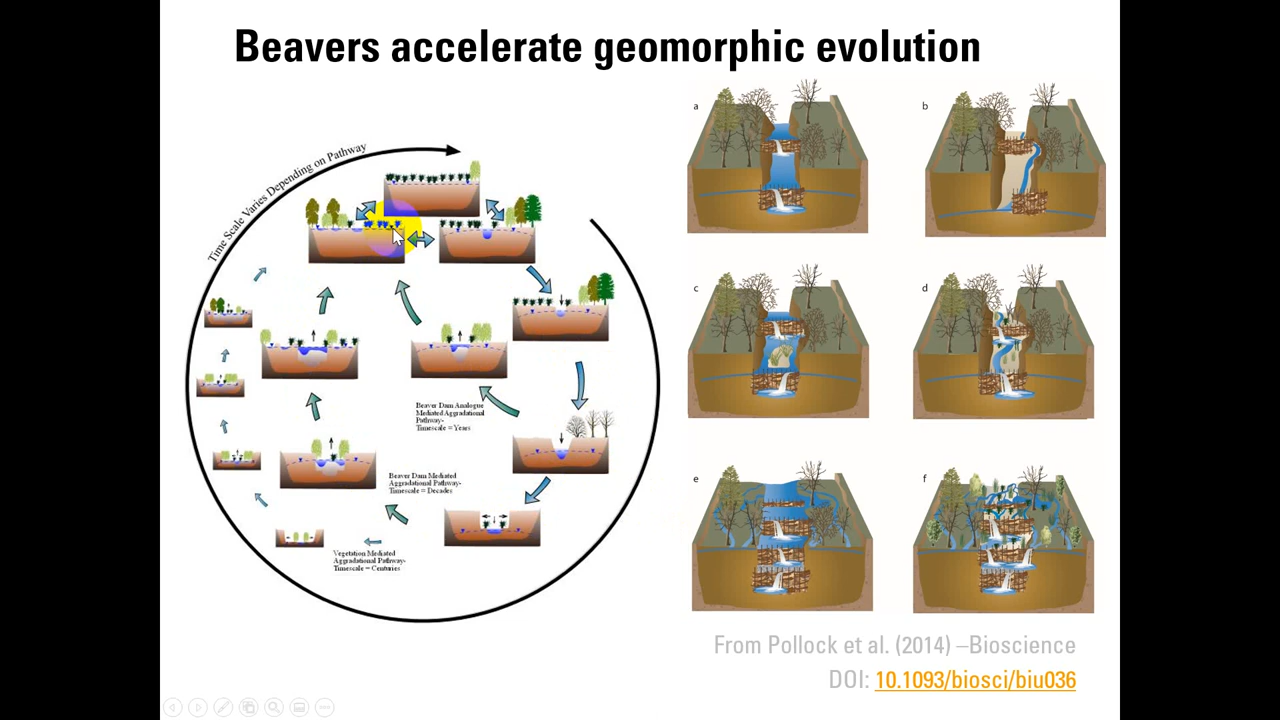 Beavers accelerate geomorphic evolution
Time Scale Varies Depending on Pathway
Beaver Dam Analogue
Mediated Aggradational
Pathway-
Timescale = Years
Beaver Dam Mediated
Aggradational Pathway-
Timescale = Decades
Vegetation Mediated
Aggradational Pathway-
Timescale = Centuries
a
b
c
d
e
f
From Pollock et al. (2014) –Bioscience
DOI: 10.1093/biosci/biu036